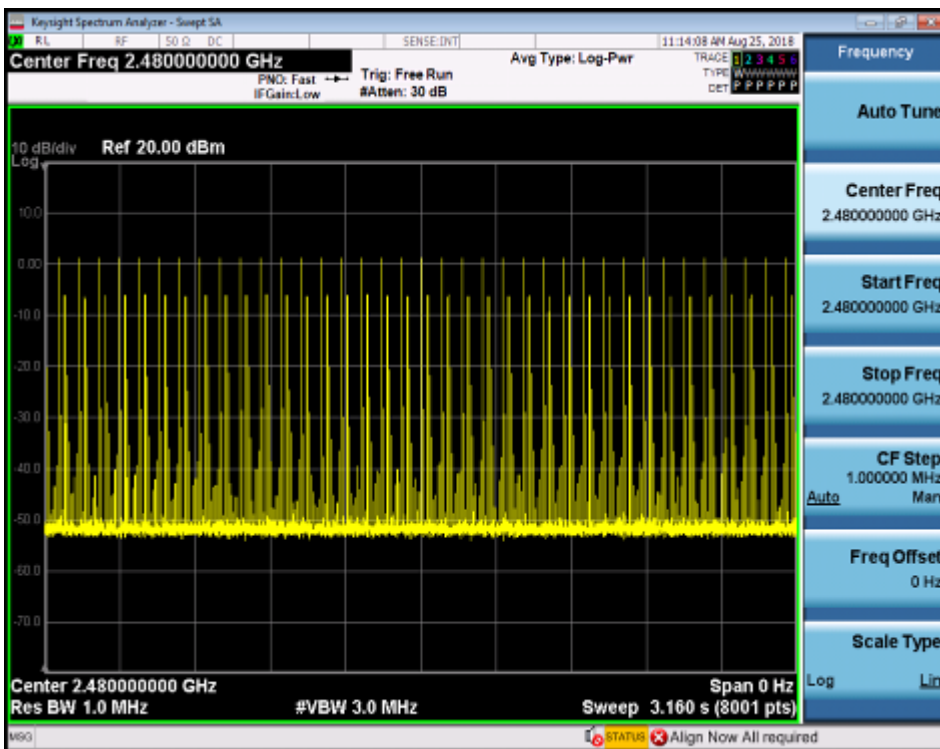 Keysight Spectrum Analyzer - Swept SA
RL RF 50 Ω DC SENSE:INT 11:14:08 AM Aug 25, 2018
Center Freq 2.480000000 GHz
Avg Type: Log-Pwr
TRACE 1 2 3 4 5 6
PNO: Fast
Trig: Free Run
TYPE WWWWWW
IFGain:Low
#Atten: 30 dB
DET P P P P P P
10 dB/div Ref 20.00 dBm
Log
10.0
0.00
-10.0
-20.0
-30.0
-40.0
-50.0
-60.0
-70.0
Center 2.480000000 GHz
Span 0 Hz
Res BW 1.0 MHz
#VBW 3.0 MHz
Sweep 3.160 s (8001 pts)
MSG
STATUS Align Now All required
Frequency
Auto Tune
Center Freq
2.480000000 GHz
Start Freq
2.480000000 GHz
Stop Freq
2.480000000 GHz
CF Step
1.000000 MHz
Auto Man
Freq Offset
0 Hz
Scale Type
Log Lin